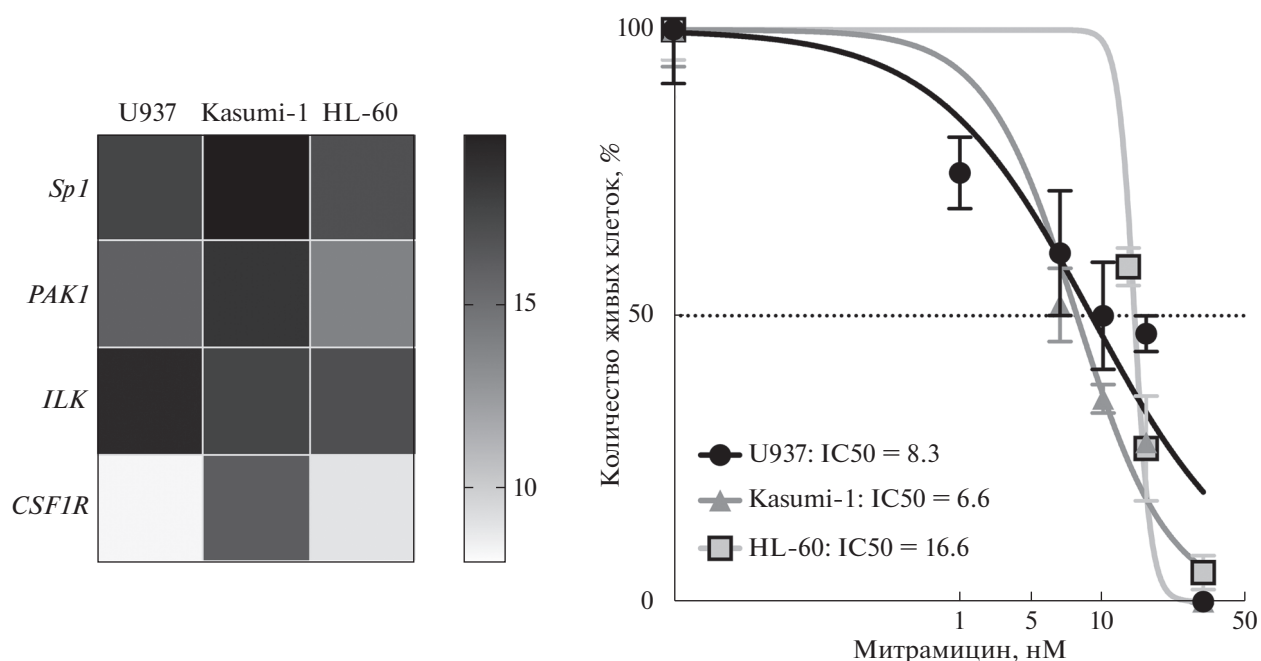 U937 Kasumi-1 HL-60
Sp1
PAK1
ILK
CSF1R
15
10
Количество живых клеток, %
100
50
0
U937: IC50 = 8.3
Kasumi-1: IC50 = 6.6
HL-60: IC50 = 16.6
1 5 10 50
Митрамицин, нМ